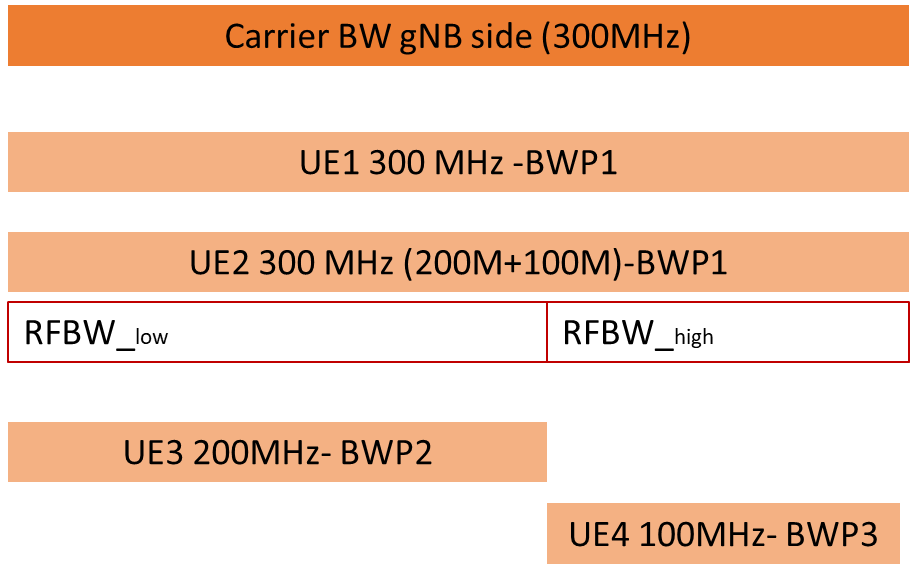 Carrier BW gNB side (300MHz)
UE1 300 MHz -BWP1
UE2 300 MHz (200M+100M)-BWP1
RFBW_low RFBW_high
UE3 200MHz- BWP2
UE4 100MHz- BWP3